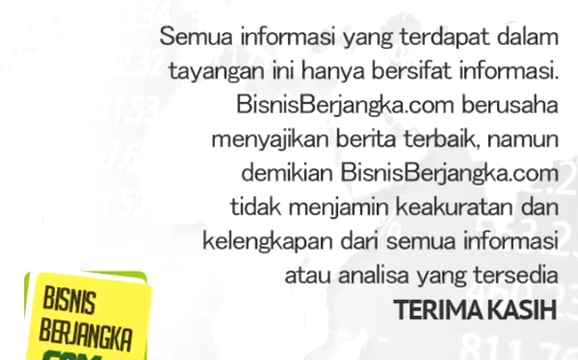 Semua informasi yang terdapat dalam
tayangan ini hanya bersifat informasi.
BisnisBerjangka.com berusaha
menyajikan berita terbaik, namun
demikian BisnisBerjangka.com
tidak menjamin keakuratan dan
kelengkapan dari semua informasi
atau analisa yang tersedia
TERIMA KASIH
BISNIS
BERJANGKA